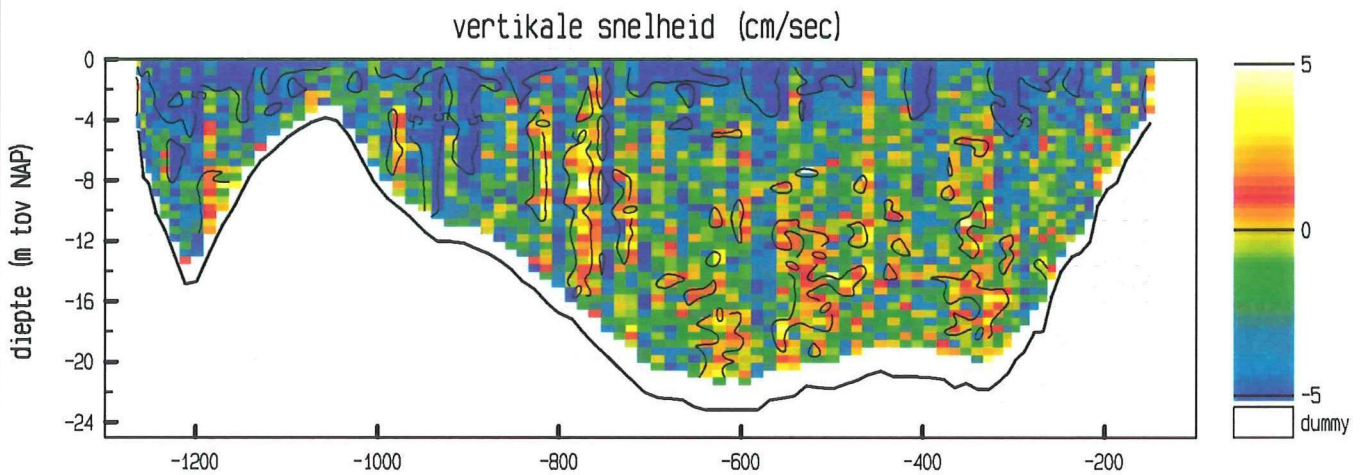 vertikale snelheid (cm/sec)
diepte (m tov NAP)
0
-4
-8
-12
-16
-20
-24
-1200 -1000 -800 -600 -400 -200
5
0
-5
dummy